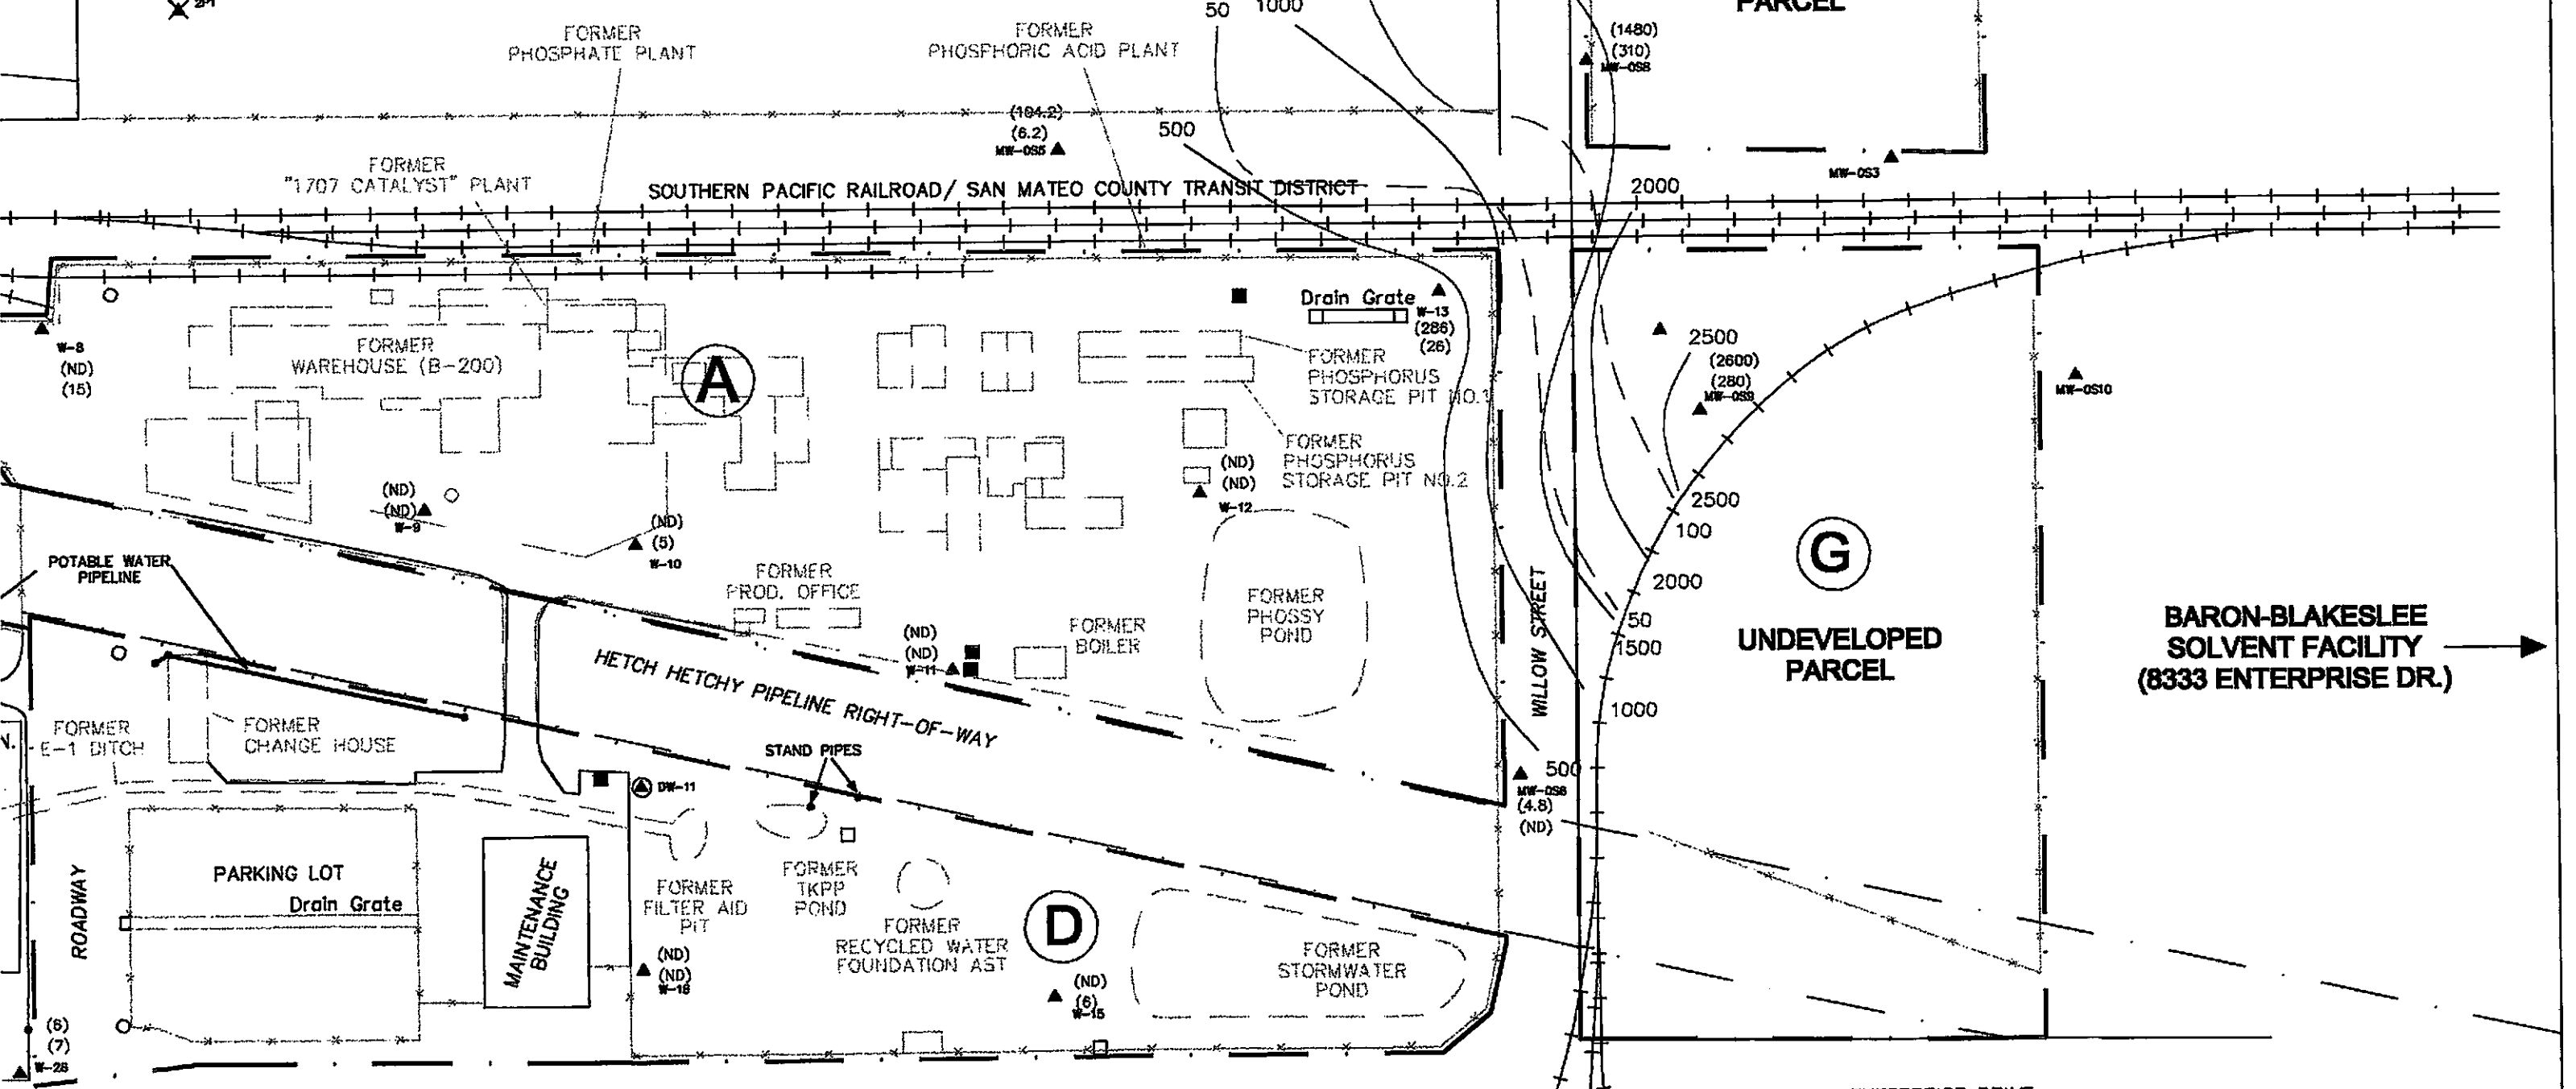 2P1
50
1000
PARCEL
(1480)
(310)
MW-OS8
FORMER
PHOSPHATE PLANT
FORMER
PHOSPHORIC ACID PLANT
(184.2)
(6.2)
MW-OS5
500
MW-OS3
FORMER
"1707 CATALYST" PLANT
SOUTHERN PACIFIC RAILROAD/ SAN MATEO COUNTY TRANSIT DISTRICT
2000
W-8
(ND)
(15)
FORMER
WAREHOUSE (B-200)
A
Drain Grate
W-13
(286)
(26)
FORMER
PHOSPHORUS
STORAGE PIT NO.1
2500
(2600)
(280)
MW-OS9
MW-OS10
FORMER
PHOSPHORUS
STORAGE PIT NO.2
(ND)
(ND)
W-12
(ND)
(ND)
W-9
(ND)
(5)
W-10
2500
100
2000
50
1500
1000
500
G
UNDEVELOPED
PARCEL
BARON-BLAKESLEE
SOLVENT FACILITY
(8333 ENTERPRISE DR.)
POTABLE WATER
PIPELINE
FORMER
PROD. OFFICE
FORMER
PHOSSY
POND
(ND)
(ND)
W-11
FORMER
BOILER
WILLOW STREET
HETCH HETCHY PIPELINE RIGHT-OF-WAY
N.
FORMER
E-1 DITCH
FORMER
CHANGE HOUSE
STAND PIPES
DW-11
MW-OS6
(4.8)
(ND)
ROADWAY
PARKING LOT
Drain Grate
MAINTENANCE
BUILDING
FORMER
FILTER AID
PIT
FORMER
TKPP
POND
FORMER
RECYCLED WATER
FOUNDATION AST
D
FORMER
STORMWATER
POND
(ND)
(ND)
W-16
(ND)
(6)
W-15
(6)
(7)
W-28